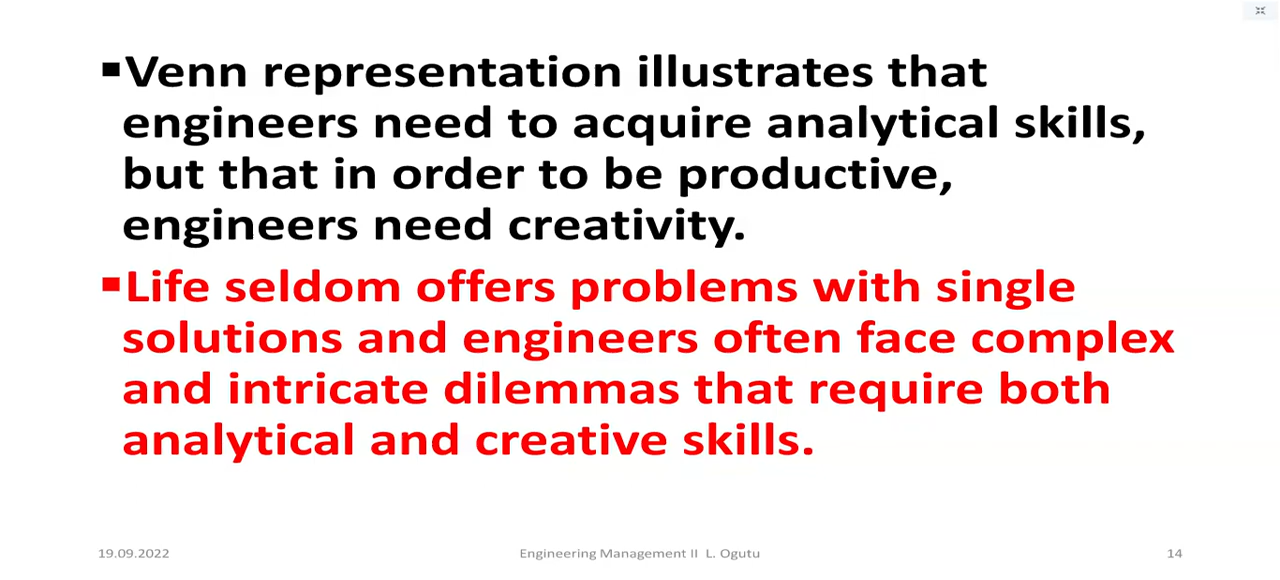 ▪Venn representation illustrates that
engineers need to acquire analytical skills,
but that in order to be productive,
engineers need creativity.
▪Life seldom offers problems with single
solutions and engineers often face complex
and intricate dilemmas that require both
analytical and creative skills.
19.09.2022
Engineering Management II L. Ogutu
14